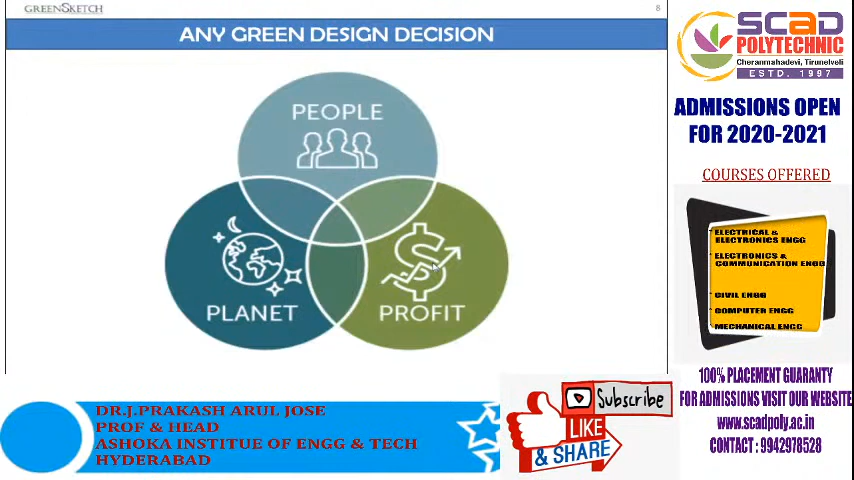 GREENSKETCH
8
ANY GREEN DESIGN DECISION
PEOPLE
PLANET
PROFIT
SCAD
POLYTECHNIC
Cheranmahadevi, Tirunelveli
ESTD. 1997
ADMISSIONS OPEN
FOR 2020-2021
COURSES OFFERED
ELECTRICAL &
ELECTRONICS ENGG
ELECTRONICS &
COMMUNICATION ENGG
CIVIL ENGG
COMPUTER ENGG
MECHANICAL ENGG
100% PLACEMENT GUARANTY
FOR ADMISSIONS VISIT OUR WEBSITE
www.scadpoly.ac.in
CONTACT : 9942978528
DR.J.PRAKASH ARUL JOSE
PROF & HEAD
ASHOKA INSTITUE OF ENGG & TECH
HYDERABAD
Subscribe
LIKE
& SHARE